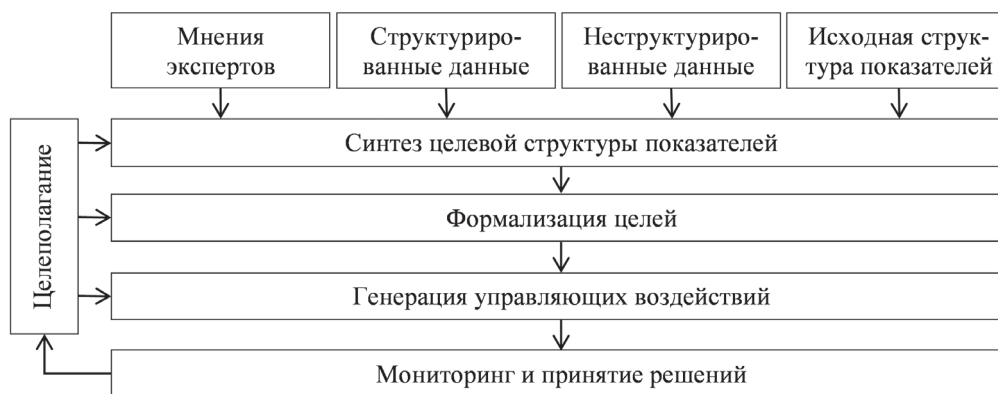 Мнения
экспертов
Структуриро-
ванные данные
Неструктуриро-
ванные данные
Исходная струк-
тура показателей
Целеполагание
Синтез целевой структуры показателей
Формализация целей
Генерация управляющих воздействий
Мониторинг и принятие решений